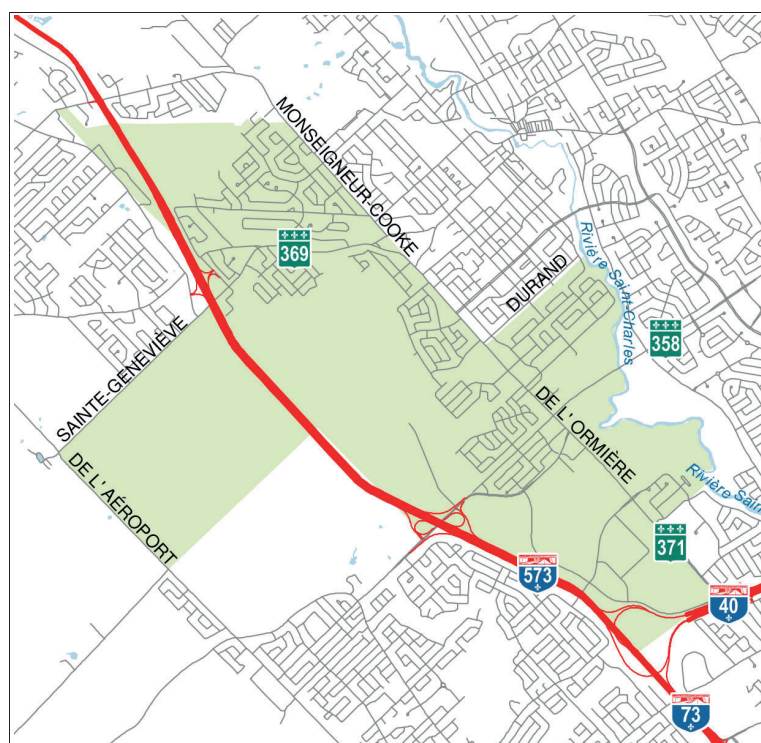 MONSEIGNEUR-COOKE
369
DURAND
Rivière Saint-Charles
358
SAINTE-GENEVIÈVE
DE L' ORMIÈRE
DE L' AÉROPORT
Rivière Sain
371
573
40
73